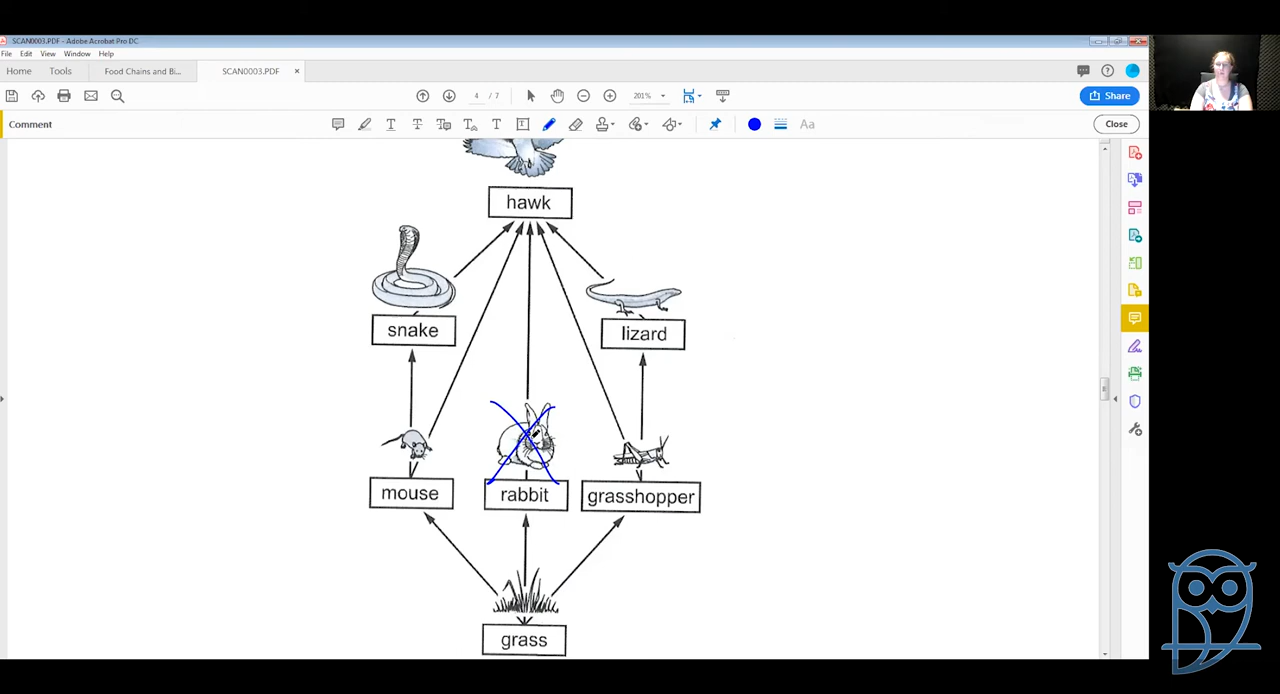 SCAN0003.PDF - Adobe Acrobat Pro DC
File Edit View Window Help
Home Tools Food Chains and Bi... SCAN0003.PDF ×
4 / 7 201% Share
Comment Aa Close
hawk
snake lizard
mouse rabbit grasshopper
grass